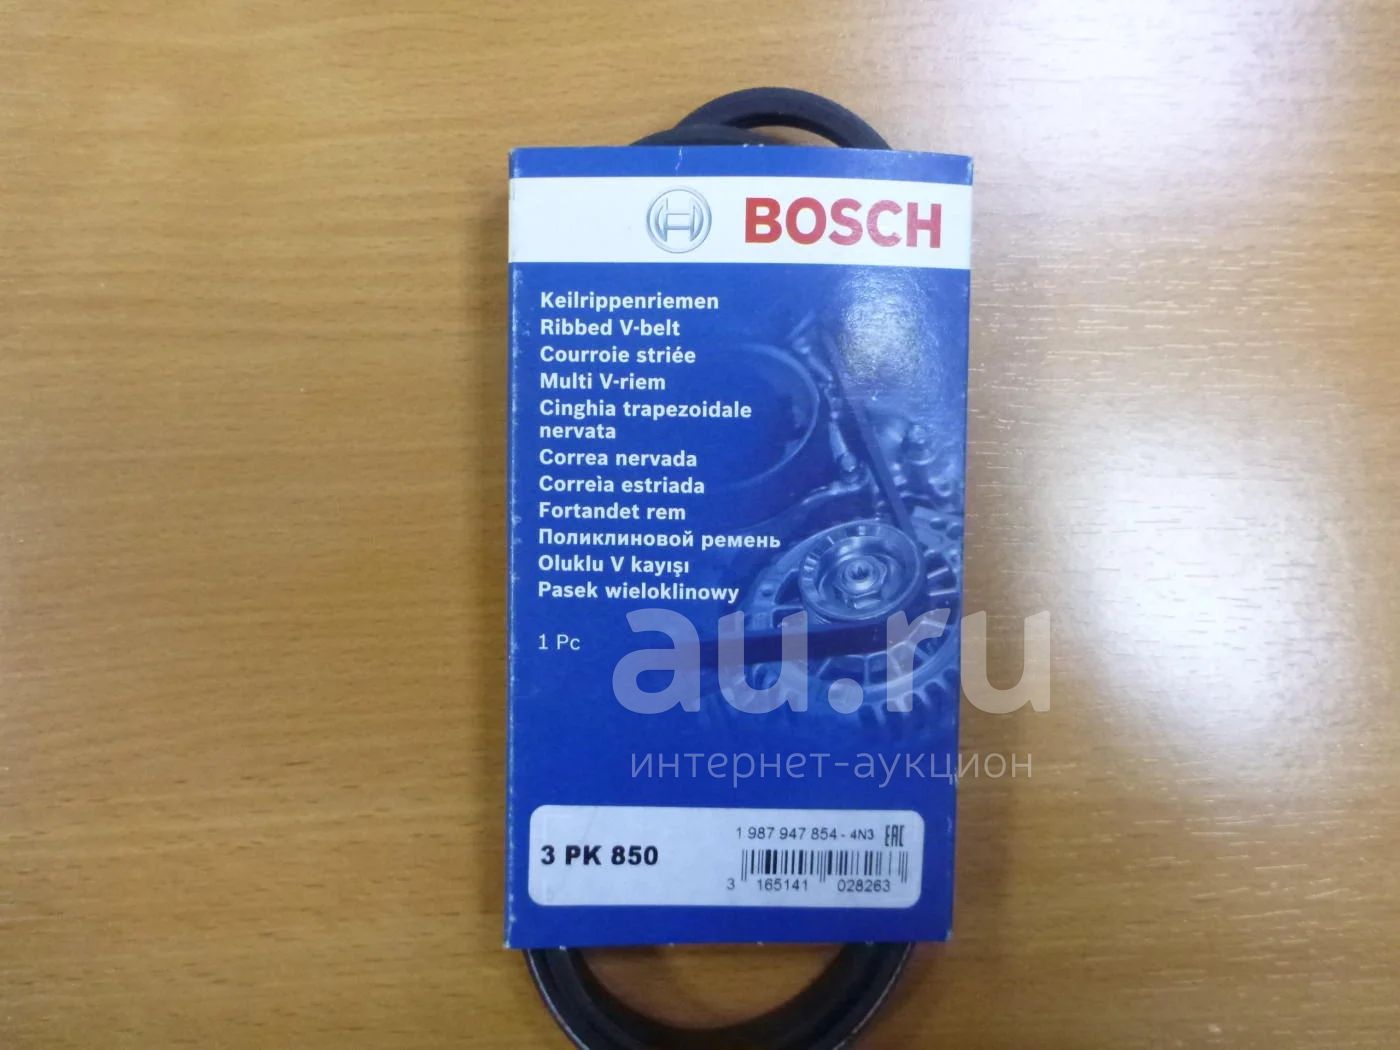 BOSCH
Keilrippenriemen
Ribbed V-belt
Courroie striée
Multi V-riem
Cinghia trapezoidale
nervata
Correa nervada
Correia estriada
Fortandet rem
Поликлиновой ремень
Oluklu V kayışı
Pasek wieloklinowy
1 Pc
au.ru
интернет-аукцион
3 PK 850
1 987 947 854 - 4N3 EAC
3 165141 028263